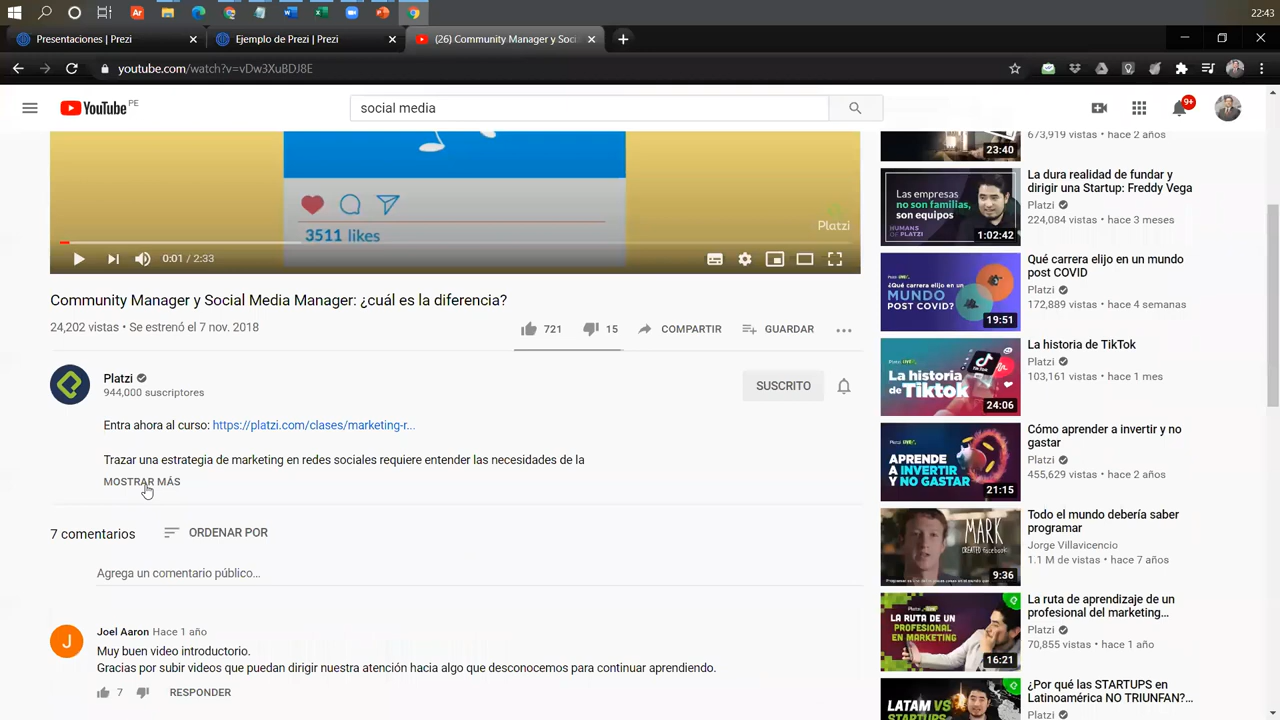 22:43
Presentaciones | Prezi
Ejemplo de Prezi | Prezi
(26) Community Manager y Soci
youtube.com/watch?v=vDw3XuBDJ8E
YouTube PE
social media
9+
3511 likes
Platzi
0:01 / 2:33
Community Manager y Social Media Manager: ¿cuál es la diferencia?
24,202 vistas • Se estrenó el 7 nov. 2018
721
15
COMPARTIR
GUARDAR
Platzi
944,000 suscriptores
SUSCRITO
Entra ahora al curso: https://platzi.com/clases/marketing-r...
Trazar una estrategia de marketing en redes sociales requiere entender las necesidades de la
MOSTRAR MÁS
7 comentarios
ORDENAR POR
Agrega un comentario público...
J
Joel Aaron Hace 1 año
Muy buen video introductorio.
Gracias por subir videos que puedan dirigir nuestra atención hacia algo que desconocemos para continuar aprendiendo.
7
RESPONDER
673,919 vistas • hace 2 años
23:40
Las empresas
no son familias,
son equipos
HUMANS
OF PLATZI
1:02:42
La dura realidad de fundar y
dirigir una Startup: Freddy Vega
Platzi
224,084 vistas • hace 3 meses
¿Qué carrera elijo en un
MUNDO
POST COVID?
19:51
Qué carrera elijo en un mundo
post COVID
Platzi
172,889 vistas • hace 4 semanas
La historia
de Tiktok
24:06
La historia de TikTok
Platzi
103,161 vistas • hace 1 mes
APRENDE
A INVERTIR
Y NO GASTAR
21:15
Cómo aprender a invertir y no
gastar
Platzi
455,629 vistas • hace 2 años
MARK
CREATED facebook
9:36
Todo el mundo debería saber
programar
Jorge Villavicencio
1.1 M de vistas • hace 7 años
LA RUTA DE UN
PROFESIONAL
EN MARKETING
16:21
La ruta de aprendizaje de un
profesional del marketing...
Platzi
70,855 vistas • hace 1 año
LATAM VS
STARTUPS
¿Por qué las STARTUPS en
Latinoamérica NO TRIUNFAN?...
Platzi